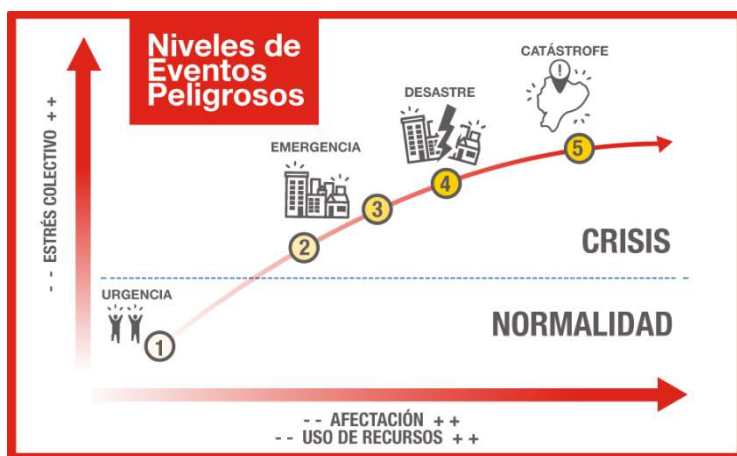 Niveles de
Eventos
Peligrosos
CATÁSTROFE
!
DESASTRE
5
EMERGENCIA
4
3
2
CRISIS
URGENCIA
NORMALIDAD
1
- - ESTRÉS COLECTIVO + +
- - AFECTACIÓN + +
- - USO DE RECURSOS + +